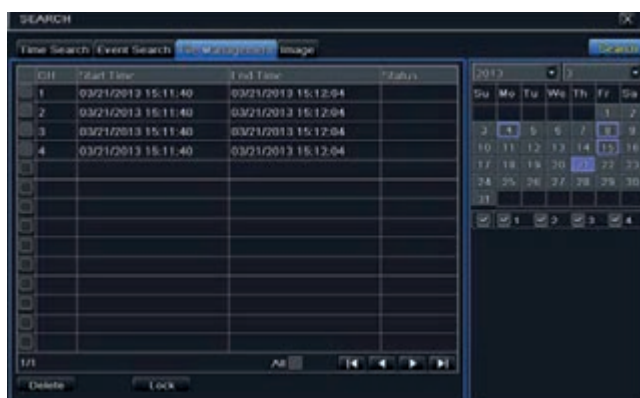 SEARCH
Time Search Event Search File Management Image
Search
CH Start Time End Time Status
1 03/21/2013 15:11:40 03/21/2013 15:12:04
2 03/21/2013 15:11:40 03/21/2013 15:12:04
3 03/21/2013 15:11:40 03/21/2013 15:12:04
4 03/21/2013 15:11:40 03/21/2013 15:12:04
1/1 All
Delete Lock
2013 3
Su Mo Tu We Th Fr Sa
1 2
3 4 5 6 7 8 9
10 11 12 13 14 15 16
17 18 19 20 21 22 23
24 25 26 27 28 29 30
31
1 2 3 4